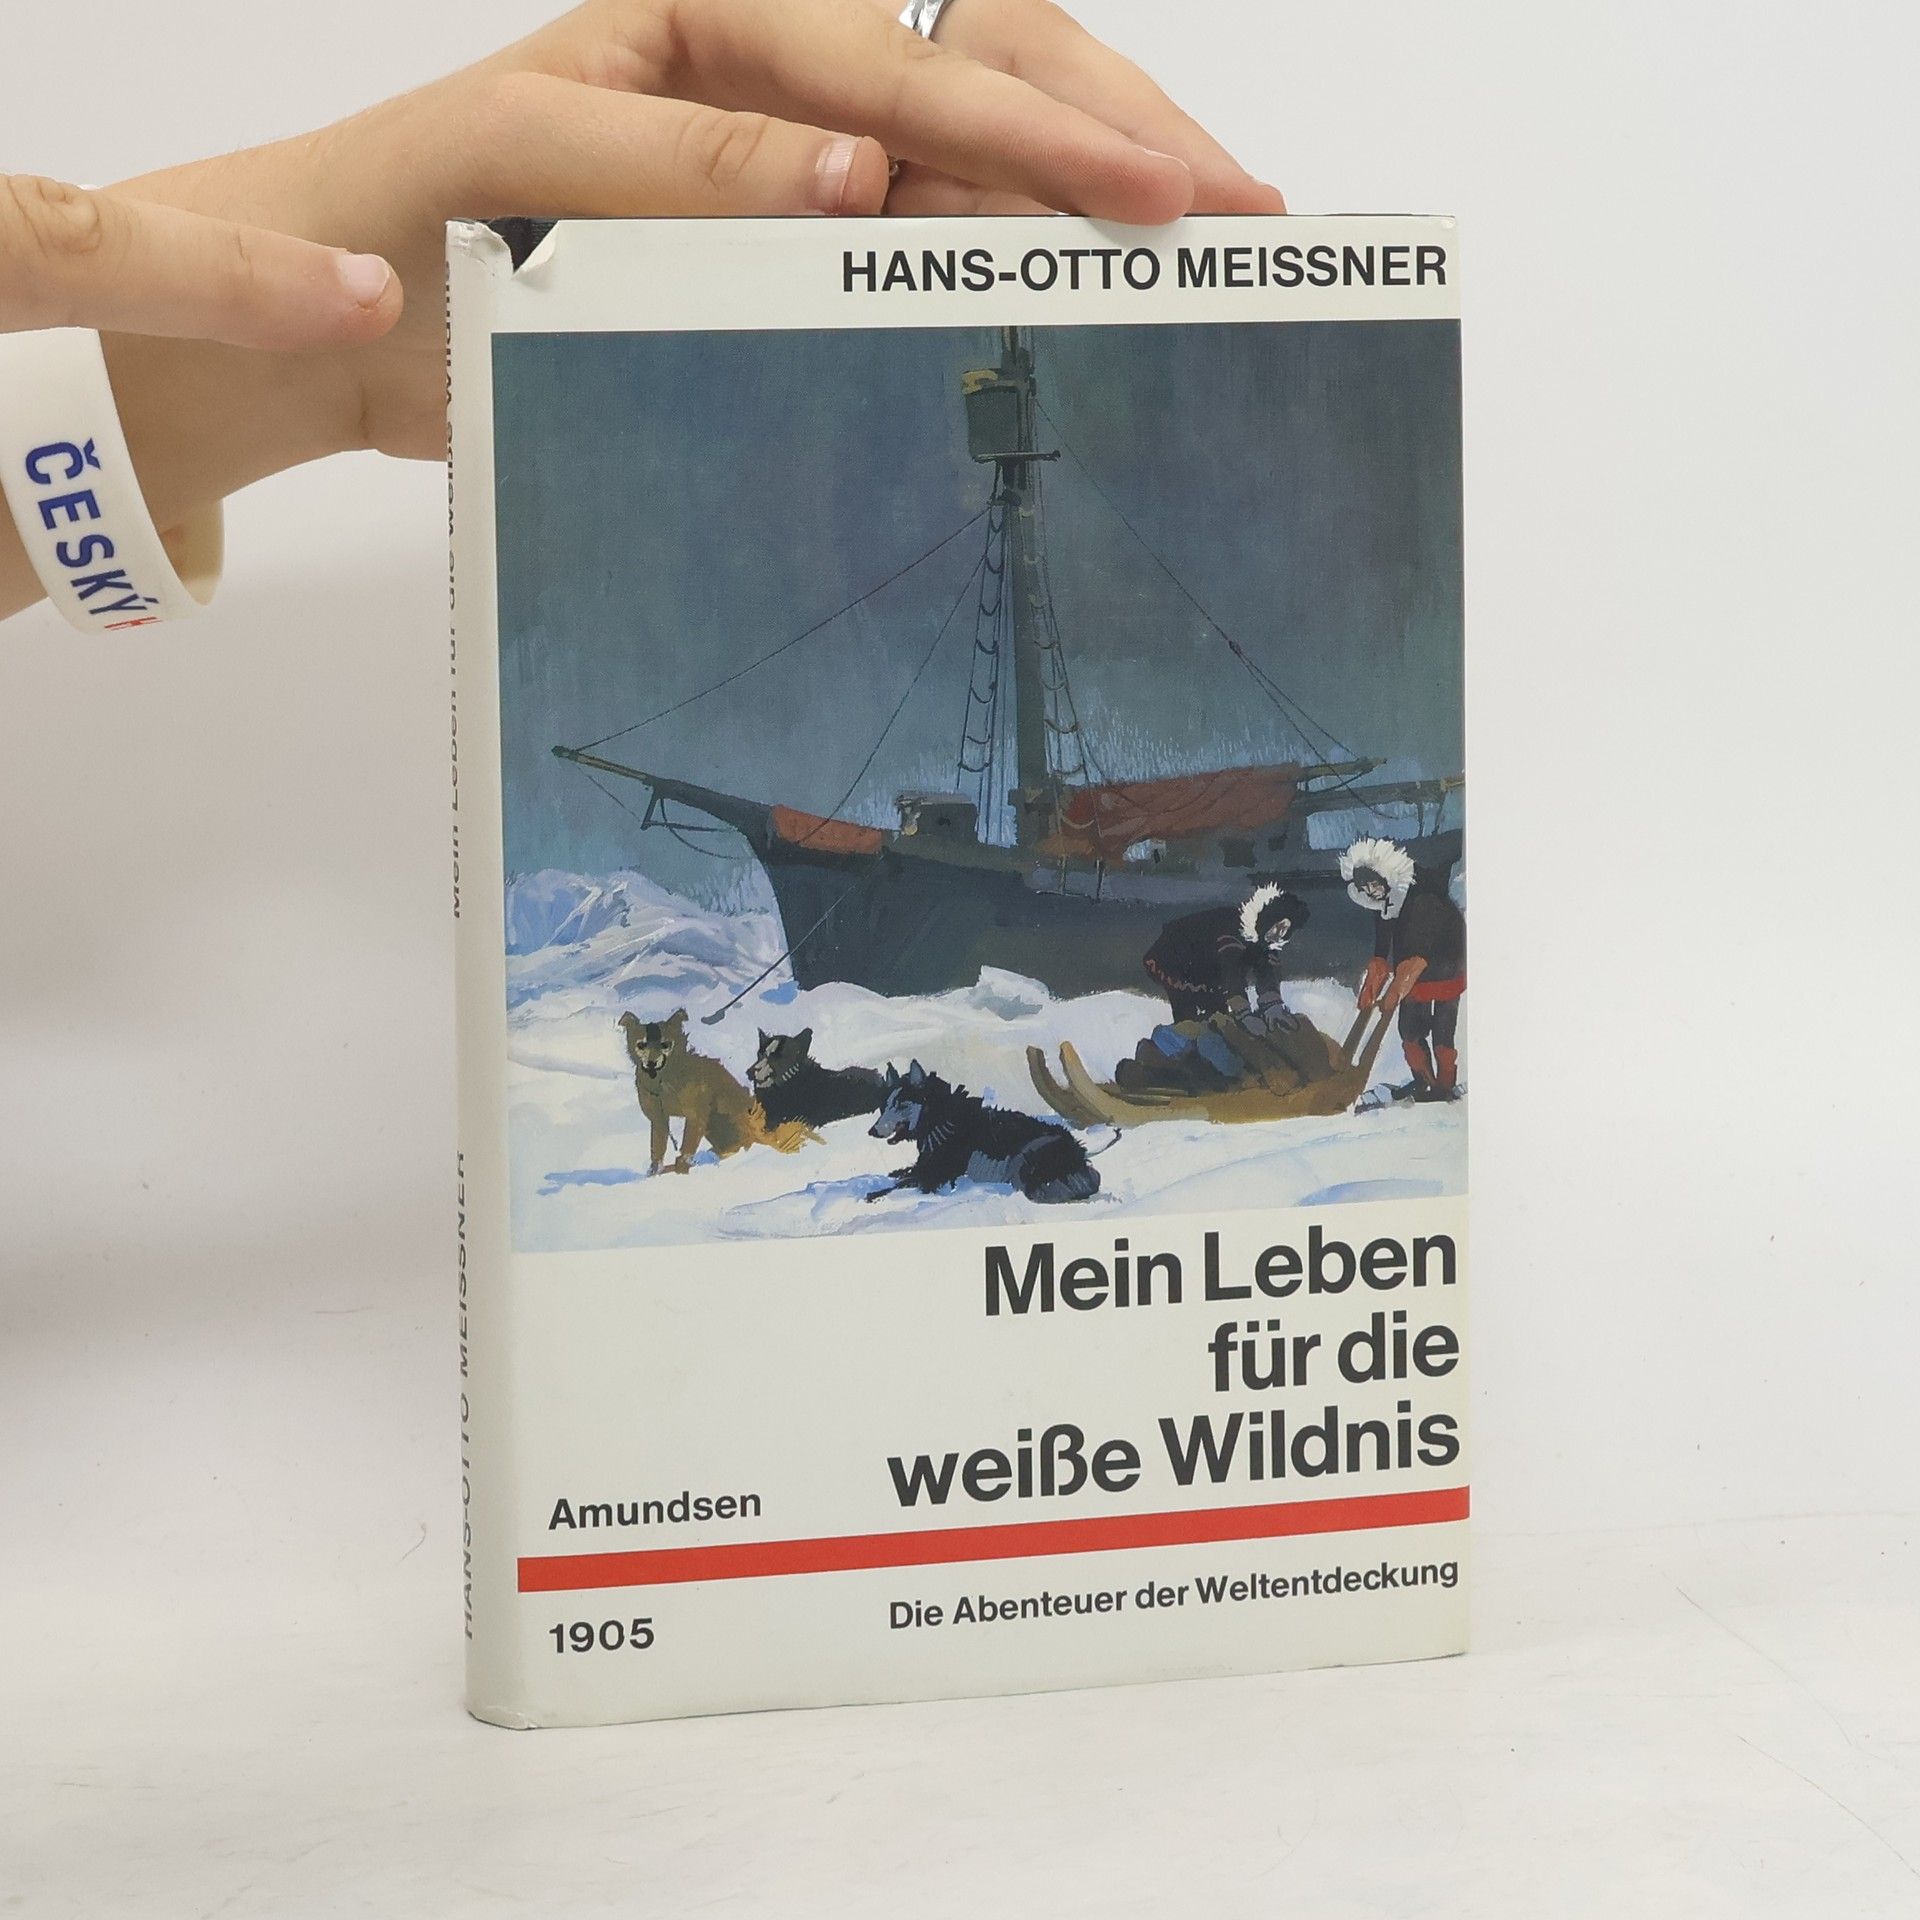 HANS-OTTO MEISSNER
Mein Leben
für die
weiße Wildnis
Amundsen
1905
Die Abenteuer der Weltentdeckung
HANS-OTTO MEISSNER
Mein Leben für die weiße Wildnis
ČESKÝ